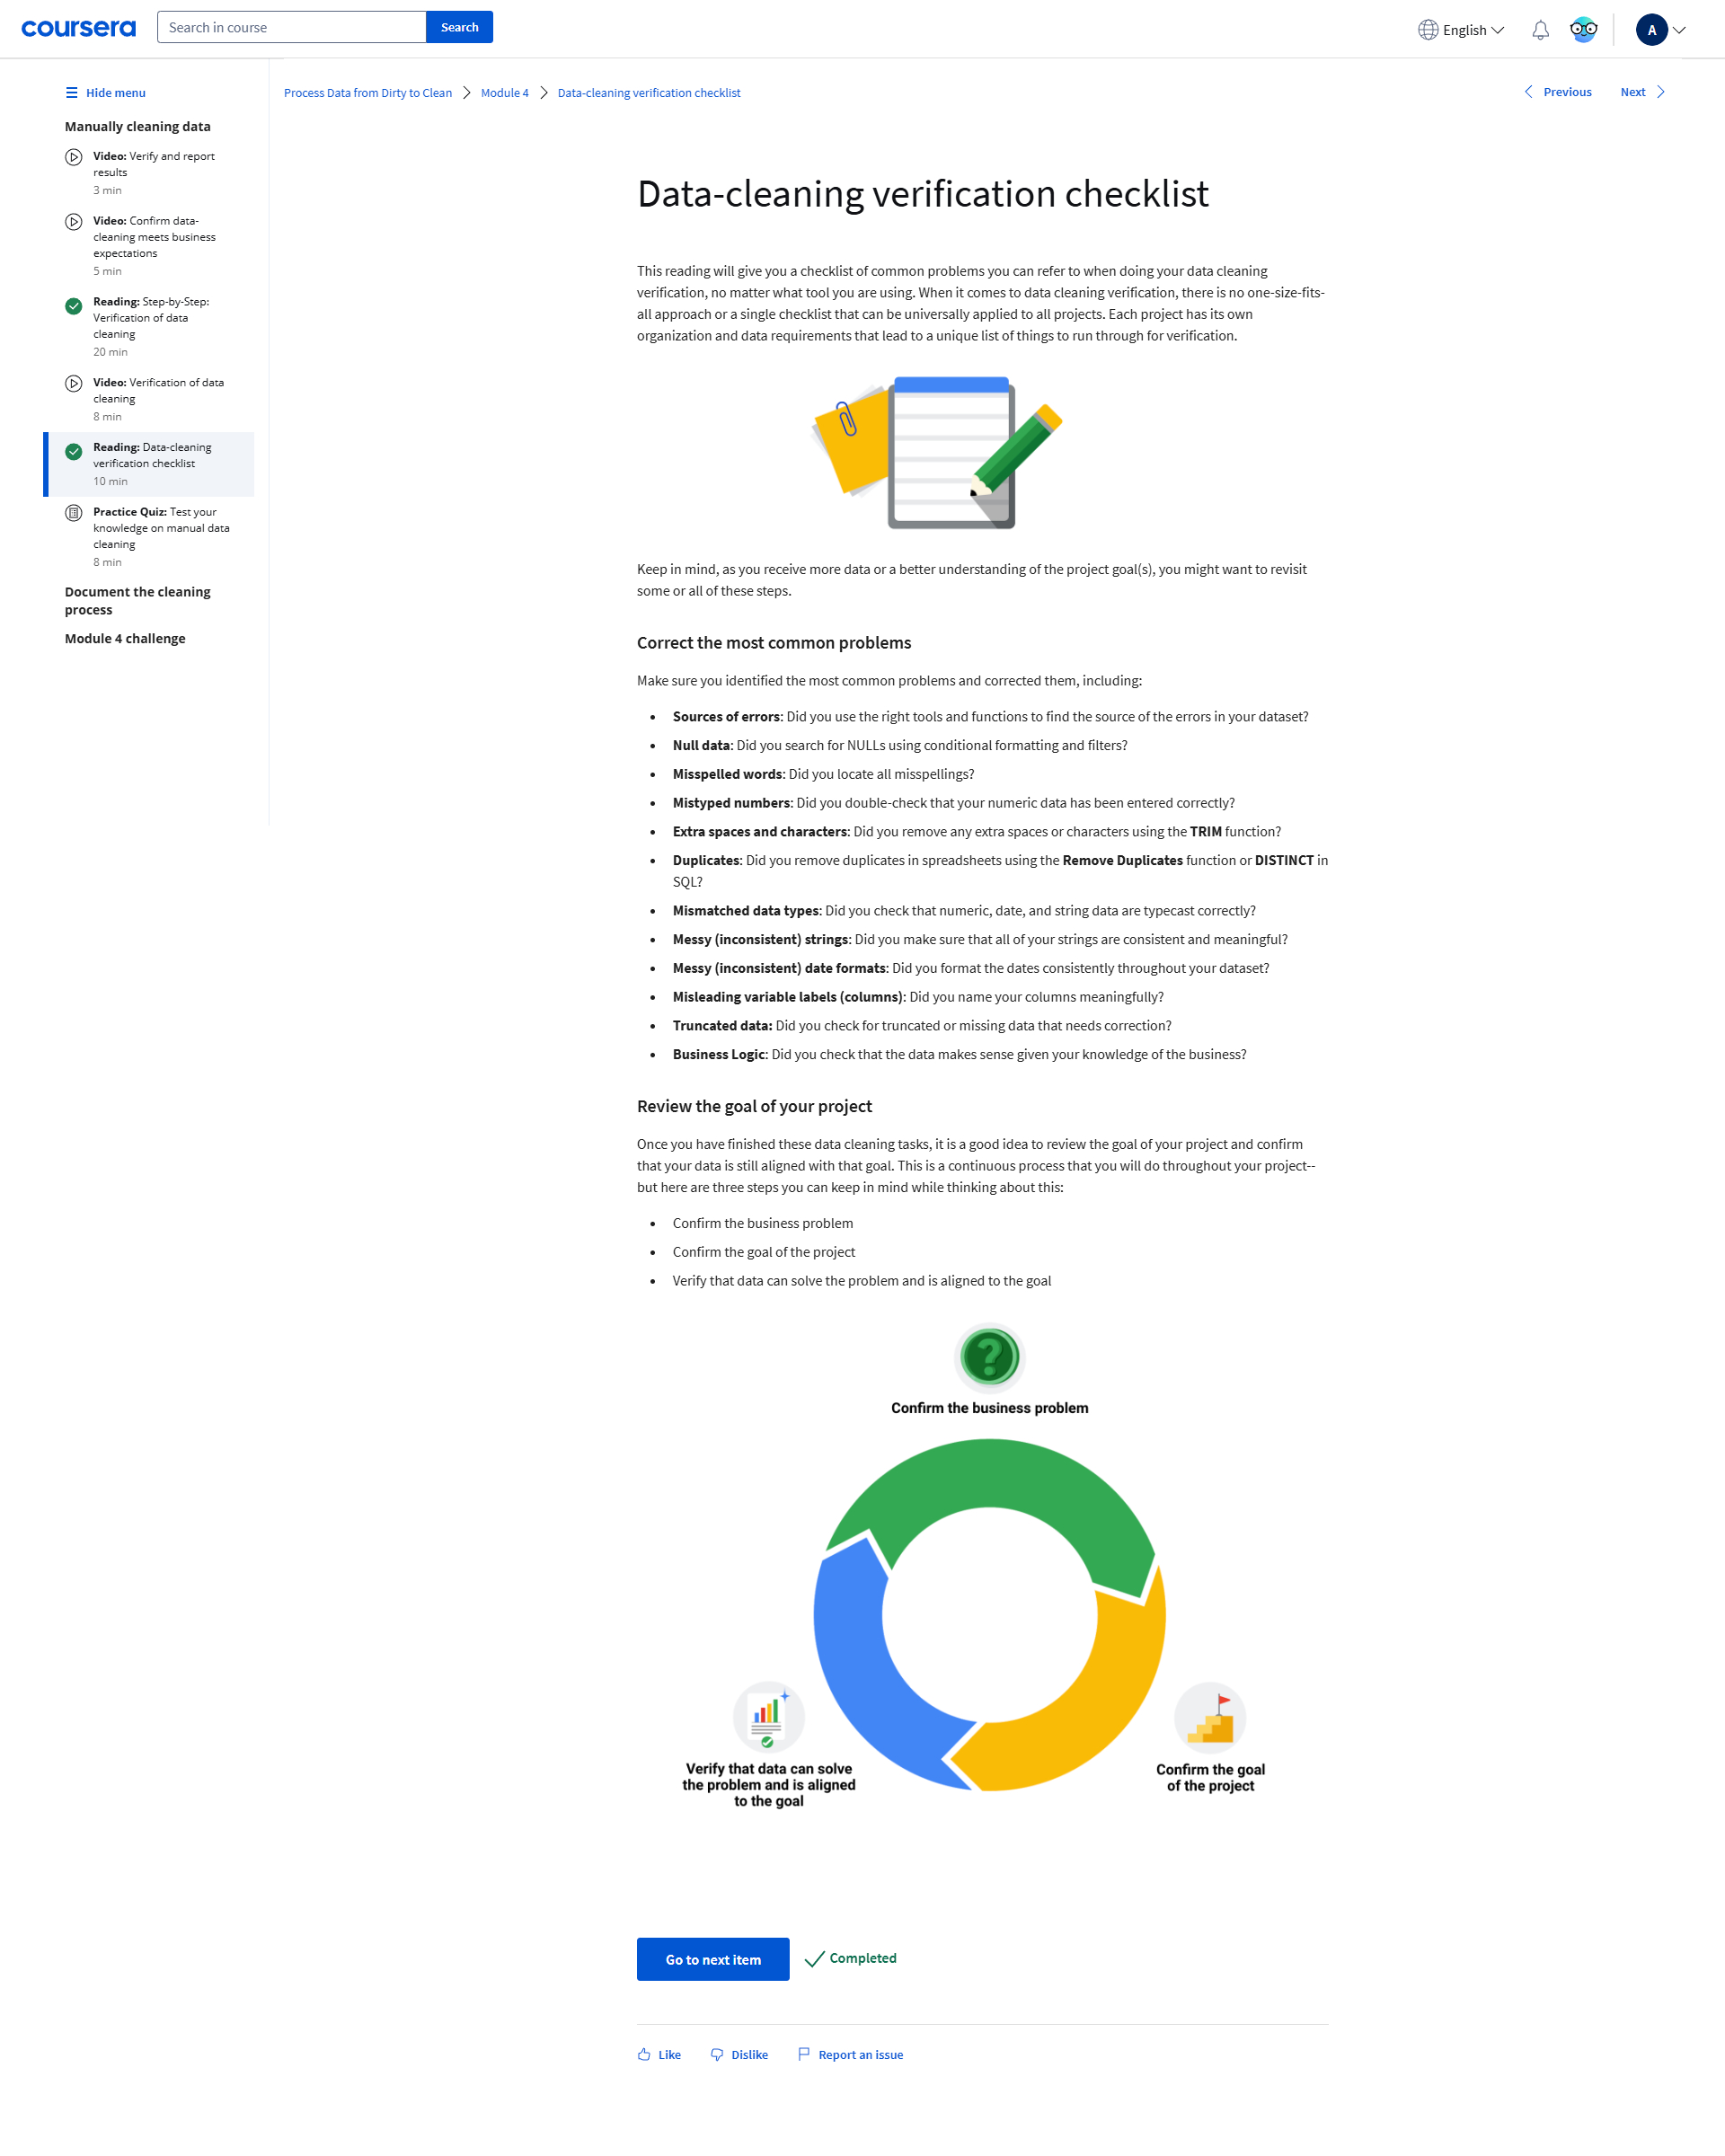 coursera
Search in course
Search
English
A
Hide menu
Process Data from Dirty to Clean
Module 4
Data-cleaning verification checklist
Previous
Next
Manually cleaning data
Video: Verify and report
results
3 min
Video: Confirm data-
cleaning meets business
expectations
5 min
Reading: Step-by-Step:
Verification of data
cleaning
20 min
Video: Verification of data
cleaning
8 min
Reading: Data-cleaning
verification checklist
10 min
Practice Quiz: Test your
knowledge on manual data
cleaning
8 min
Document the cleaning
process
Module 4 challenge
Data-cleaning verification checklist
This reading will give you a checklist of common problems you can refer to when doing your data cleaning
verification, no matter what tool you are using. When it comes to data cleaning verification, there is no one-size-fits-
all approach or a single checklist that can be universally applied to all projects. Each project has its own
organization and data requirements that lead to a unique list of things to run through for verification.
Keep in mind, as you receive more data or a better understanding of the project goal(s), you might want to revisit
some or all of these steps.
Correct the most common problems
Make sure you identified the most common problems and corrected them, including:
• Sources of errors: Did you use the right tools and functions to find the source of the errors in your dataset?
• Null data: Did you search for NULLs using conditional formatting and filters?
• Misspelled words: Did you locate all misspellings?
• Mistyped numbers: Did you double-check that your numeric data has been entered correctly?
• Extra spaces and characters: Did you remove any extra spaces or characters using the TRIM function?
• Duplicates: Did you remove duplicates in spreadsheets using the Remove Duplicates function or DISTINCT in
SQL?
• Mismatched data types: Did you check that numeric, date, and string data are typecast correctly?
• Messy (inconsistent) strings: Did you make sure that all of your strings are consistent and meaningful?
• Messy (inconsistent) date formats: Did you format the dates consistently throughout your dataset?
• Misleading variable labels (columns): Did you name your columns meaningfully?
• Truncated data: Did you check for truncated or missing data that needs correction?
• Business Logic: Did you check that the data makes sense given your knowledge of the business?
Review the goal of your project
Once you have finished these data cleaning tasks, it is a good idea to review the goal of your project and confirm
that your data is still aligned with that goal. This is a continuous process that you will do throughout your project--
but here are three steps you can keep in mind while thinking about this:
• Confirm the business problem
• Confirm the goal of the project
• Verify that data can solve the problem and is aligned to the goal
?
Confirm the business problem
Verify that data can solve
the problem and is aligned
to the goal
Confirm the goal
of the project
Go to next item
Completed
Like
Dislike
Report an issue